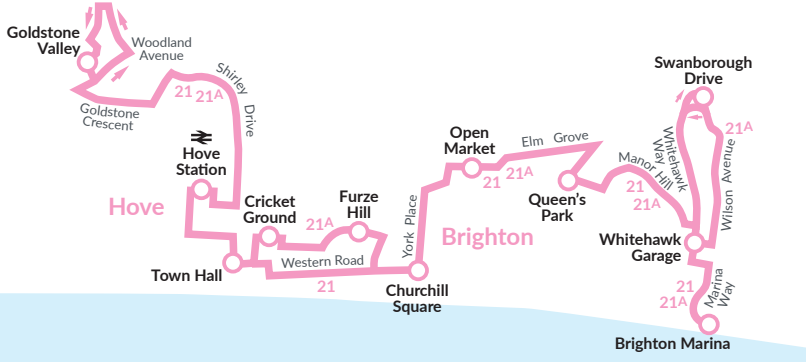 Goldstone
Valley
Woodland
Avenue
Goldstone
Crescent
21 21A
Shirley Drive
Hove
Station
Hove
Cricket
Ground
Furze
Hill
21A
Town Hall
Western Road
21
Churchill
Square
York Place
Brighton
Open
Market
21 21A
Elm Grove
Queen's
Park
Manor Hill
21
21A
Swanborough
Drive
Whitehawk
Way
21A
Wilson Avenue
Whitehawk
Garage
21
21A
Marina
Way
Brighton Marina